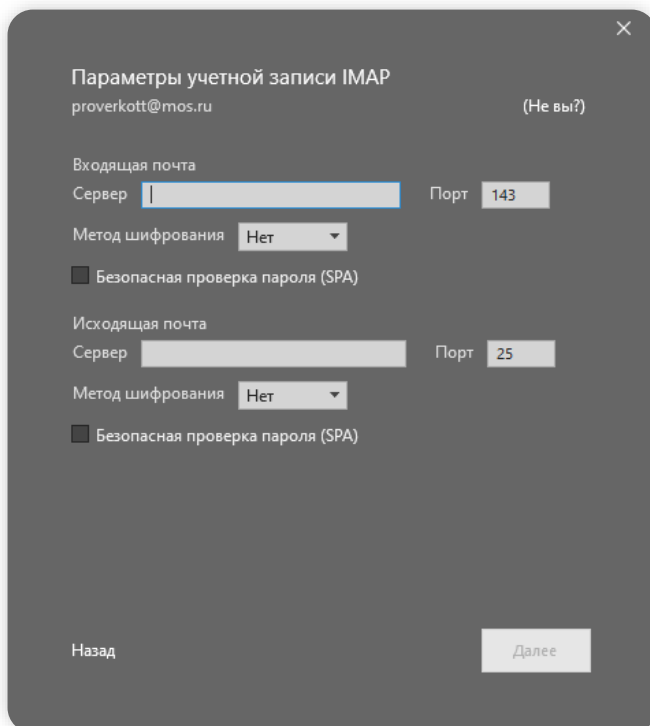 Параметры учетной записи IMAP
proverkott@mos.ru (Не вы?)
Входящая почта
Сервер Порт 143
Метод шифрования Нет
Безопасная проверка пароля (SPA)
Исходящая почта
Сервер Порт 25
Метод шифрования Нет
Безопасная проверка пароля (SPA)
Назад Далее